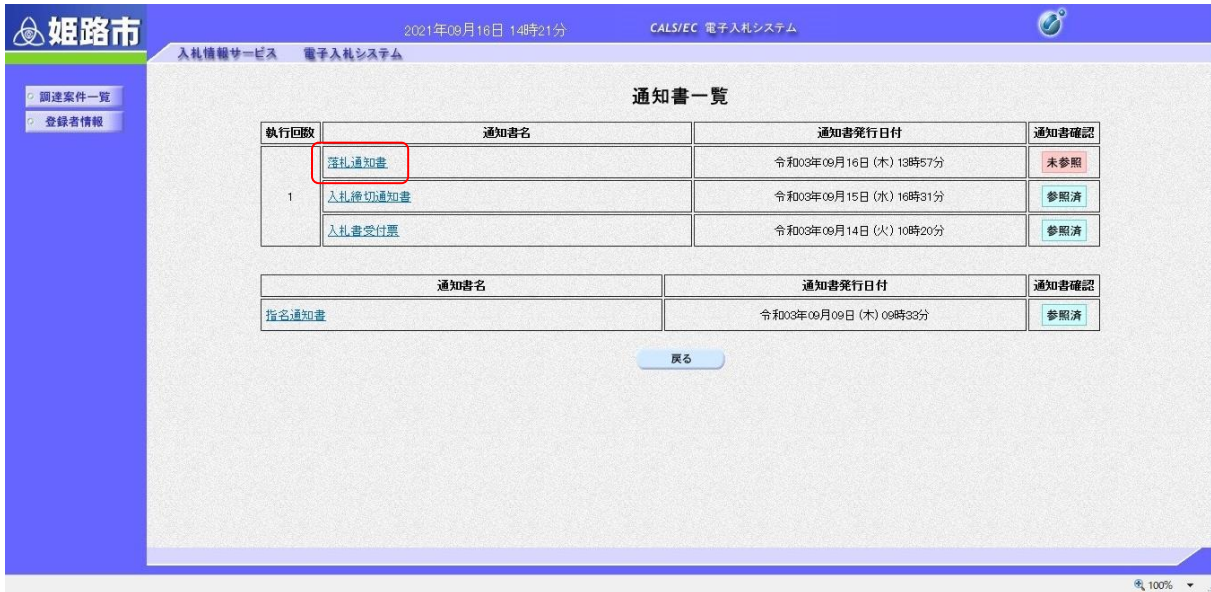 姫路市
2021年09月16日 14時21分
CALS/EC 電子入札システム
入札情報サービス 電子入札システム
調達案件一覧
登録者情報
通知書一覧
執行回数 通知書名 通知書発行日付 通知書確認
1
落札通知書 令和03年09月16日(木)13時57分 未参照
入札締切通知書 令和03年09月15日(水)16時31分 参照済
入札書受付票 令和03年09月14日(火)10時20分 参照済
通知書名 通知書発行日付 通知書確認
指名通知書 令和03年09月09日(木)09時33分 参照済
戻る
100%